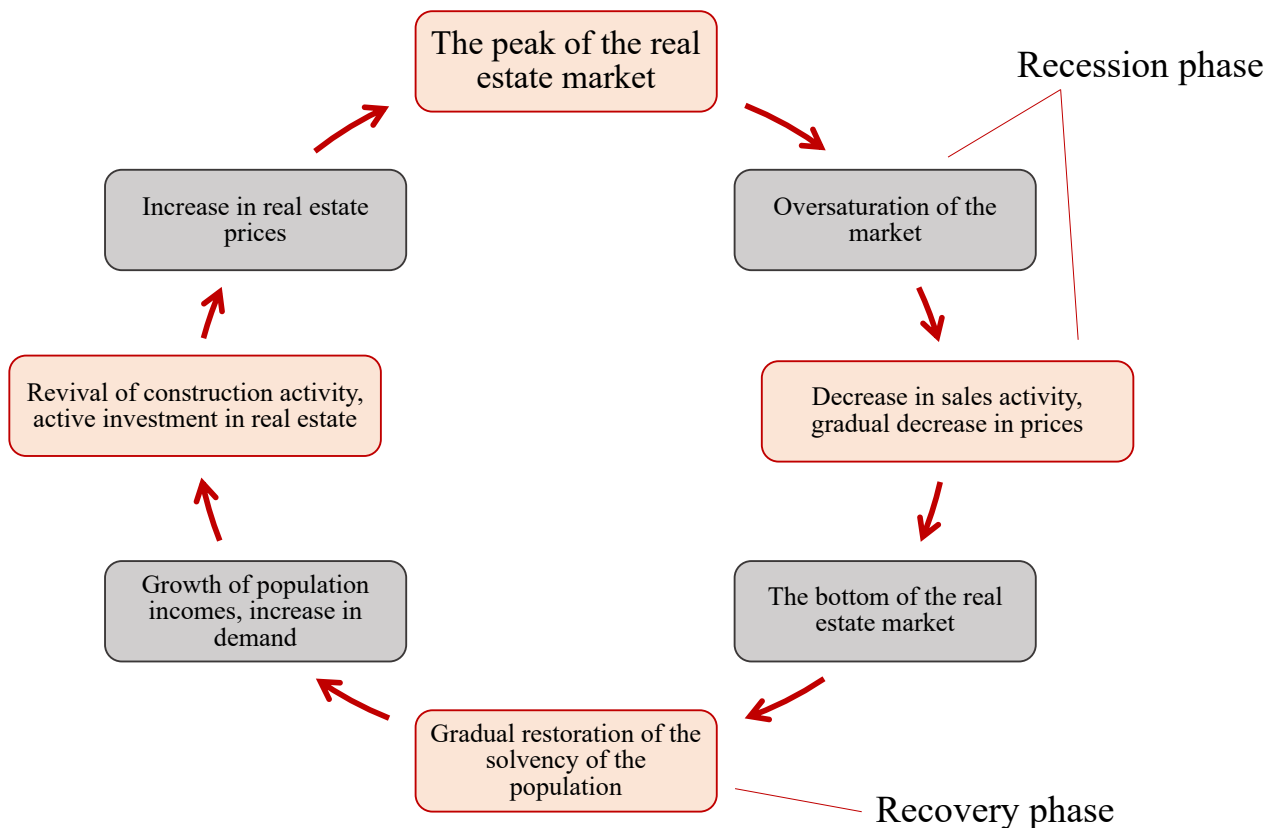 The peak of the real
estate market
Recession phase
Oversaturation of the
market
Decrease in sales activity,
gradual decrease in prices
The bottom of the real
estate market
Gradual restoration of the
solvency of the
population
Recovery phase
Growth of population
incomes, increase in
demand
Revival of construction activity,
active investment in real estate
Increase in real estate
prices